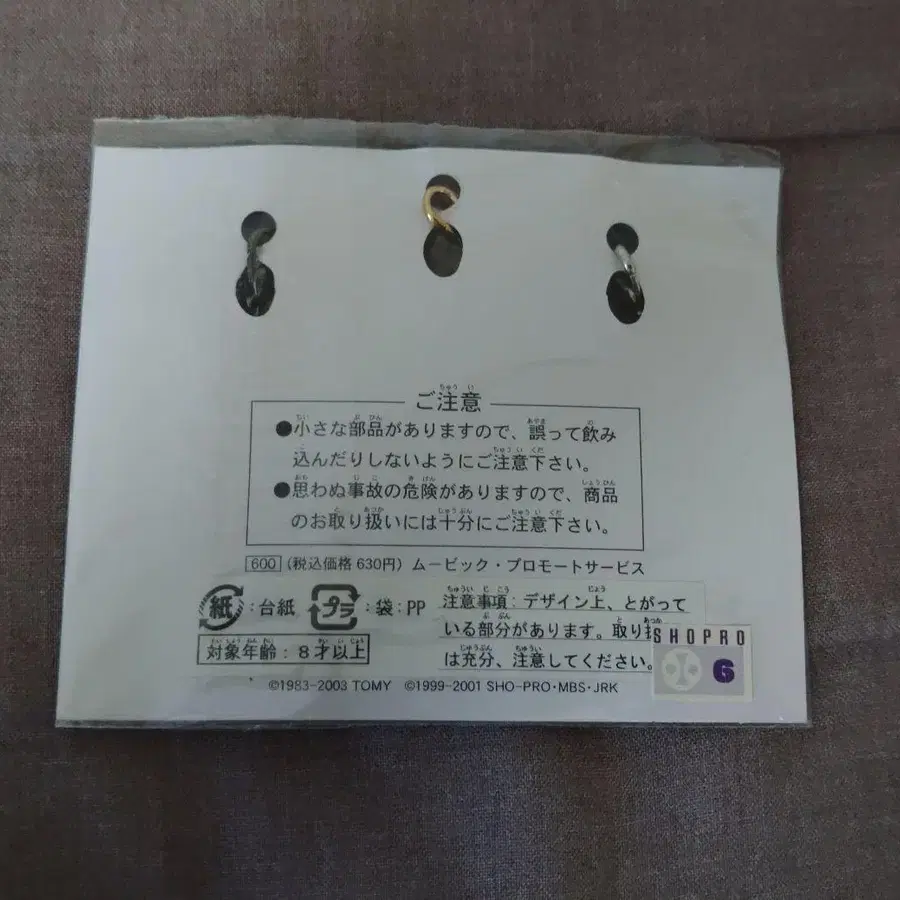 ご注意
●小さな部品がありますので、誤って飲み
込んだりしないようにご注意下さい。
●思わぬ事故の危険がありますので、商品
のお取り扱いには十分にご注意下さい。
600 (税込価格 630円) ムービック・プロモートサービス
紙:台紙 プラ:袋:PP
対象年齢:8才以上
注意事項:デザイン上、とがって
いる部分があります。取り
は充分、注意してください。
SHOPRO
6
©1983-2003 TOMY ©1999-2001 SHO-PRO・MBS・JRK